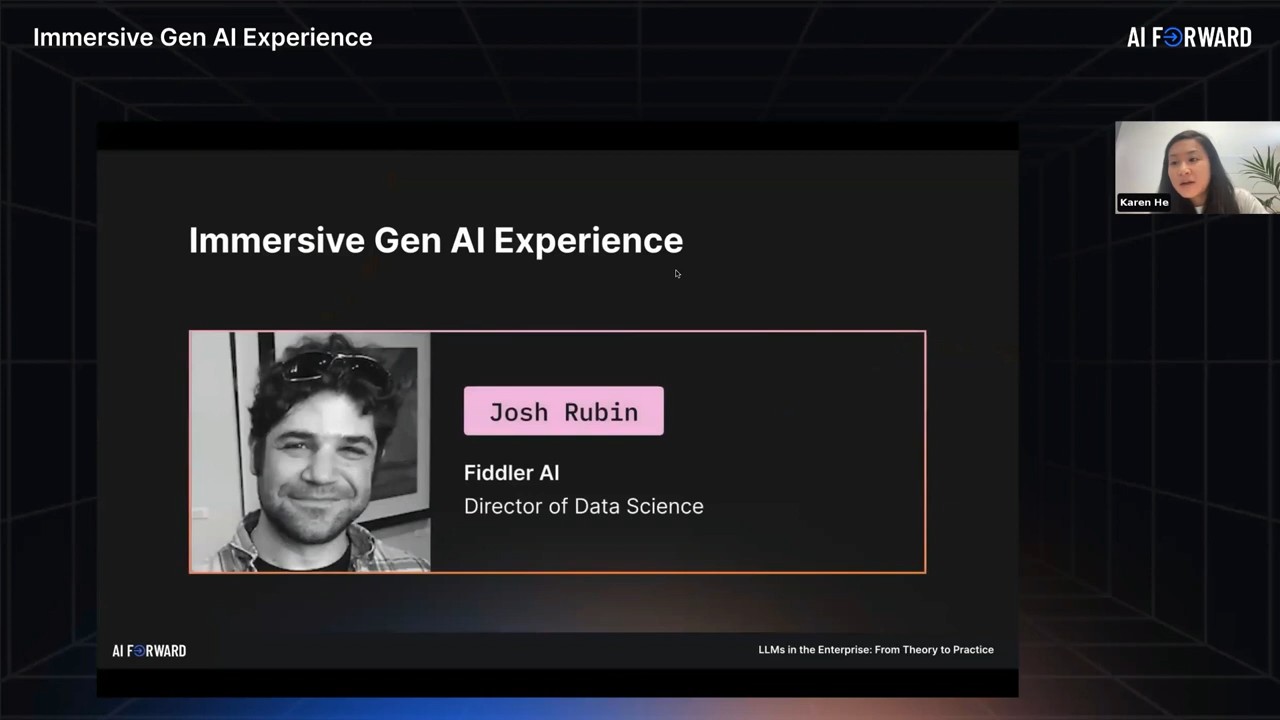 Immersive Gen AI Experience
AI FORWARD
Karen He
Immersive Gen AI Experience
Josh Rubin
Fiddler AI
Director of Data Science
AI FORWARD
LLMs in the Enterprise: From Theory to Practice